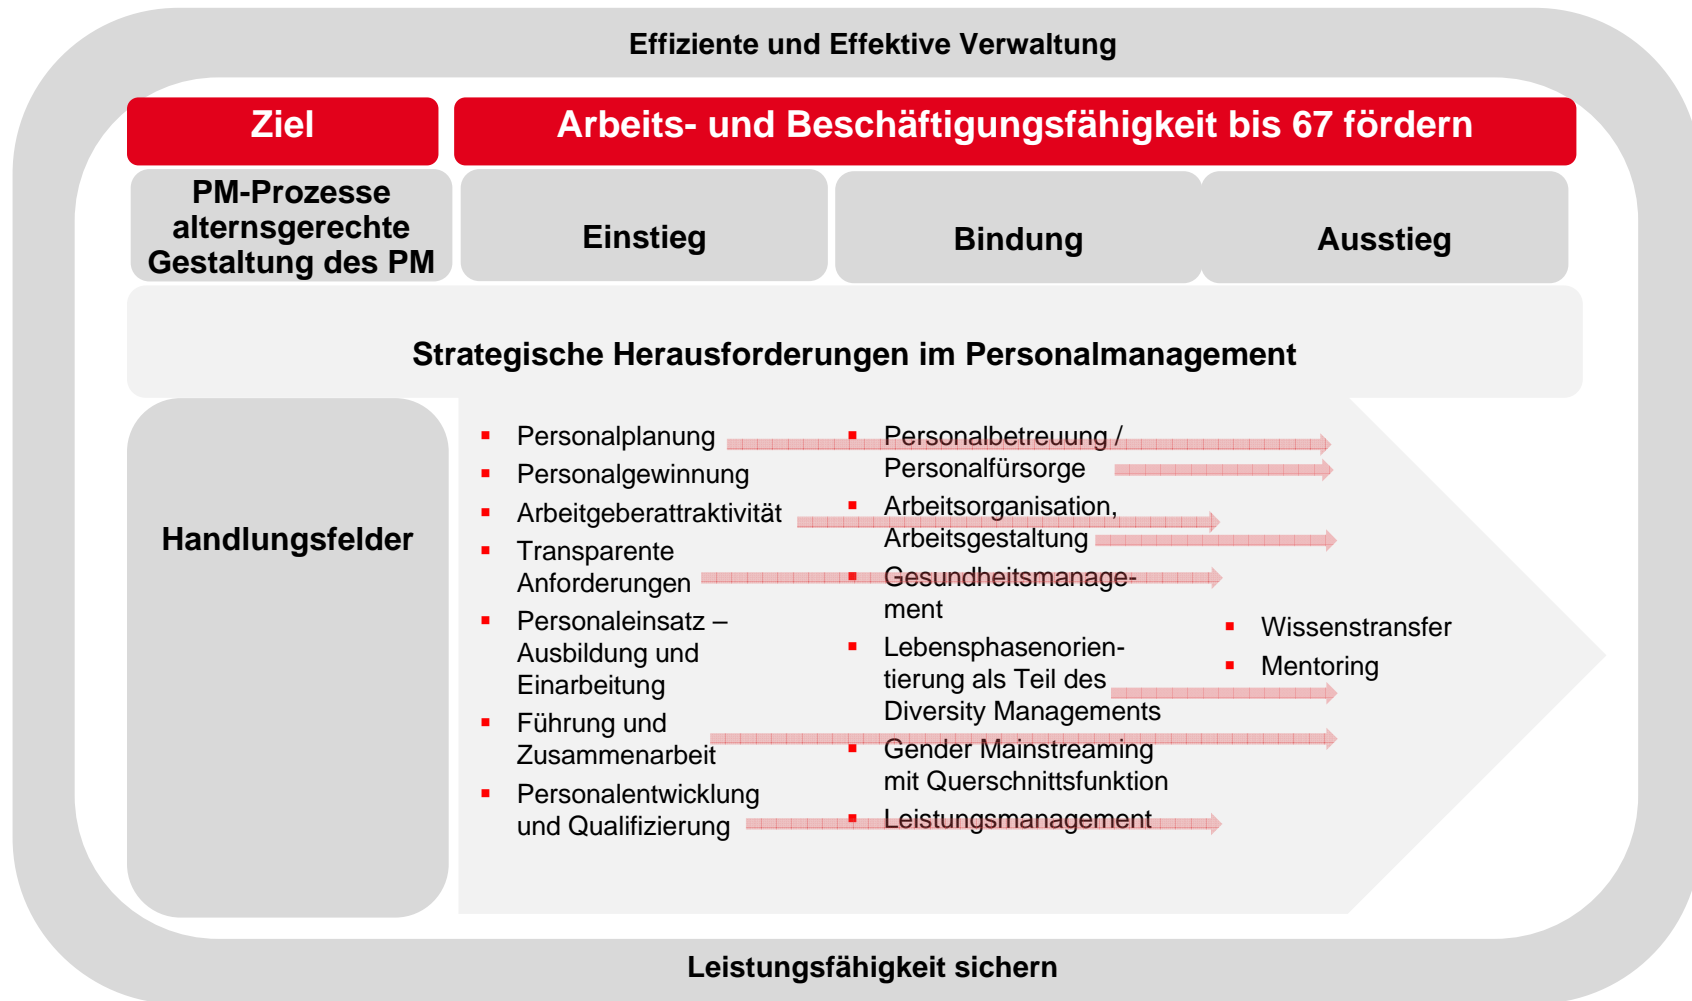 Effiziente und Effektive Verwaltung
Ziel
Arbeits- und Beschäftigungsfähigkeit bis 67 fördern
PM-Prozesse
alternsgerechte
Gestaltung des PM
Einstieg
Bindung
Ausstieg
Strategische Herausforderungen im Personalmanagement
Handlungsfelder
Personalplanung
Personalgewinnung
Arbeitgeberattraktivität
Transparente
Anforderungen
Personaleinsatz –
Ausbildung und
Einarbeitung
Führung und
Zusammenarbeit
Personalentwicklung
und Qualifizierung
Personalbetreuung /
Personalfürsorge
Arbeitsorganisation,
Arbeitsgestaltung
Gesundheitsmanage-
ment
Lebensphasenorien-
tierung als Teil des
Diversity Managements
Gender Mainstreaming
mit Querschnittsfunktion
Leistungsmanagement
Wissenstransfer
Mentoring
Leistungsfähigkeit sichern